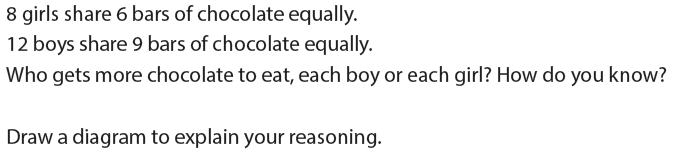 8 girls share 6 bars of chocolate equally.
12 boys share 9 bars of chocolate equally.
Who gets more chocolate to eat, each boy or each girl? How do you know?
Draw a diagram to explain your reasoning.